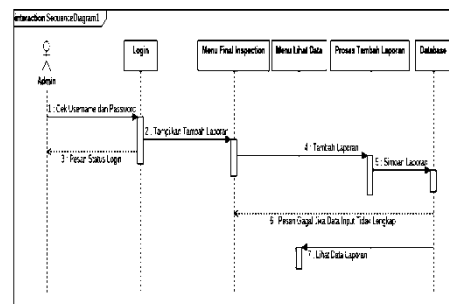 interaction SequenceDiagram1
Admin
Login
Menu Final Inspection
Menu Lihat Data
Proses Tambah Laporan
Database
1 : Cek Username dan Password
2 : Tampilkan Tambah Laporan
3 : Pesan Status Login
4 : Tambah Laporan
5 : Simpan Laporan
6 : Pesan Gagal Jika Data Input Tidak Lengkap
7 : Lihat Data Laporan